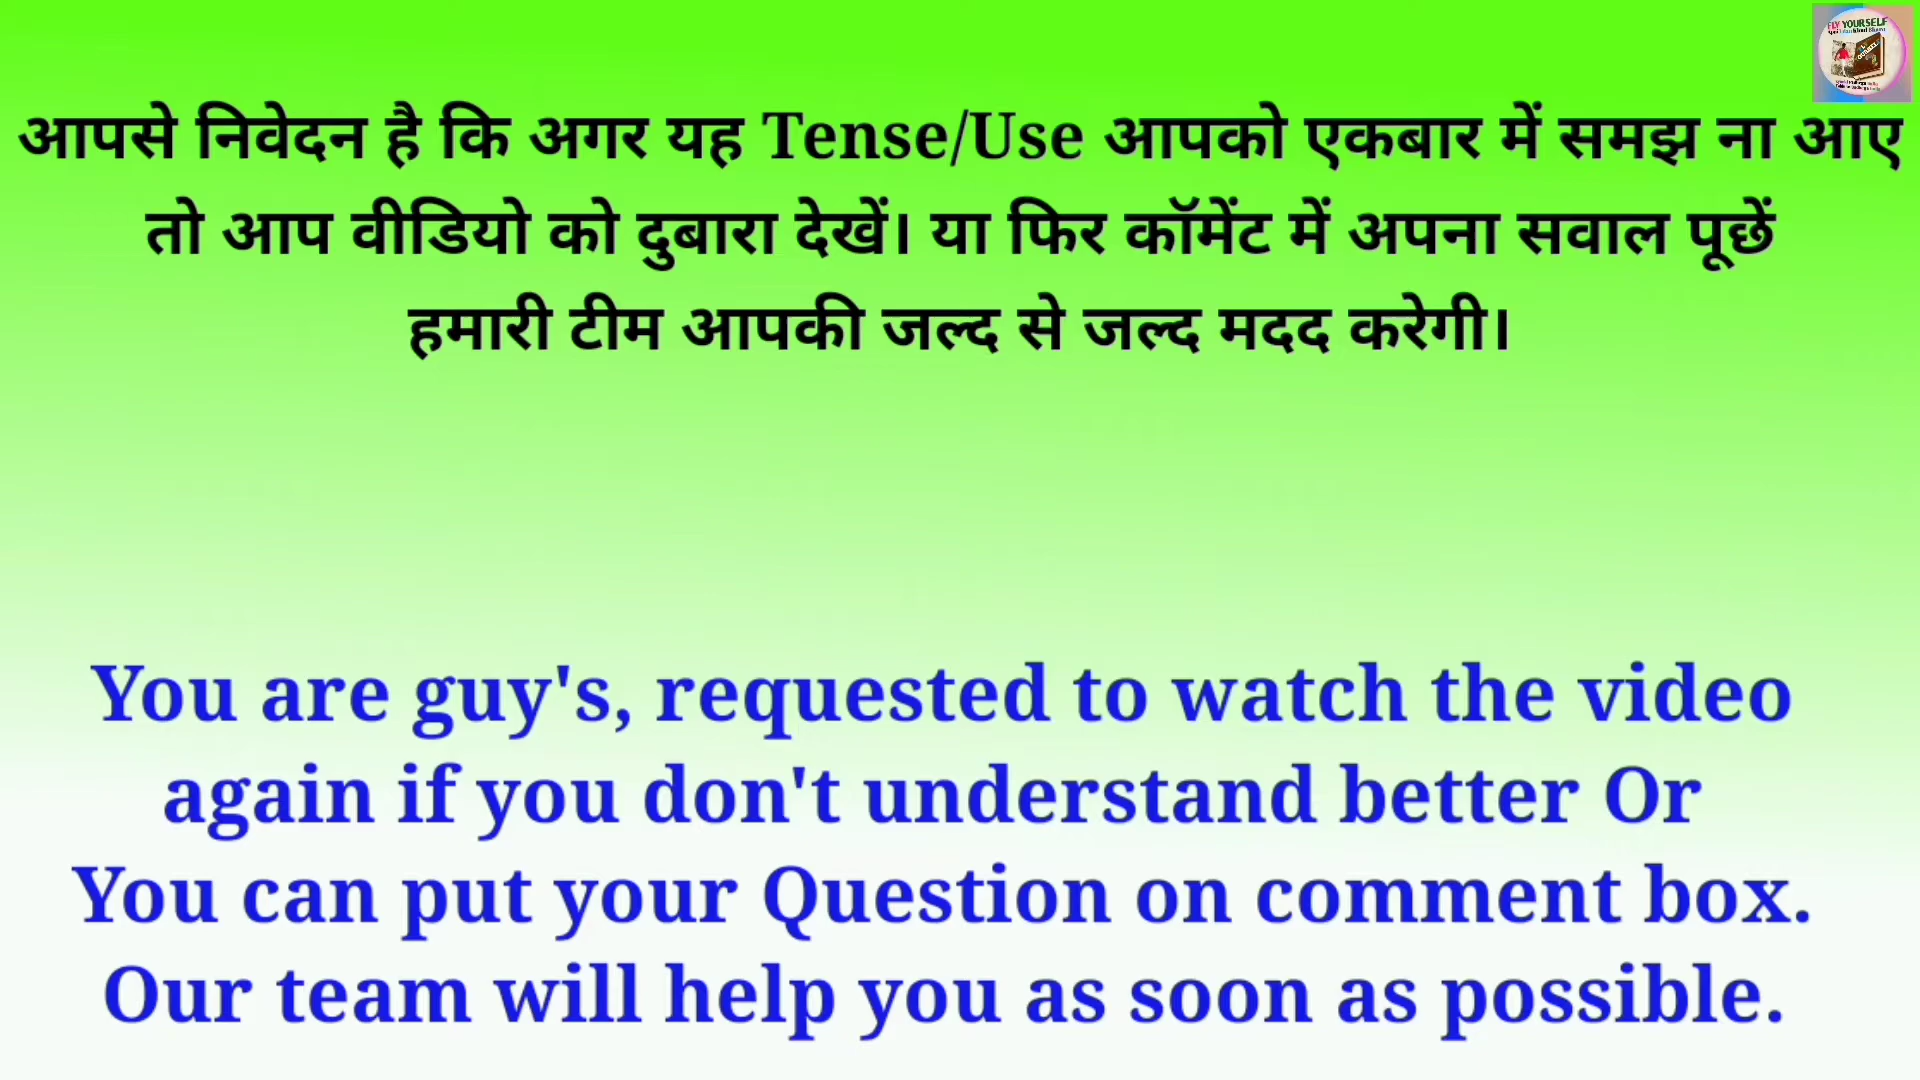 FLY YOURSELF
आपसे निवेदन है कि अगर यह Tense/Use आपको एकबार में समझ ना आए
तो आप वीडियो को दुबारा देखें। या फिर कॉमेंट में अपना सवाल पूछें
हमारी टीम आपकी जल्द से जल्द मदद करेगी।
You are guy's, requested to watch the video
again if you don't understand better Or
You can put your Question on comment box.
Our team will help you as soon as possible.